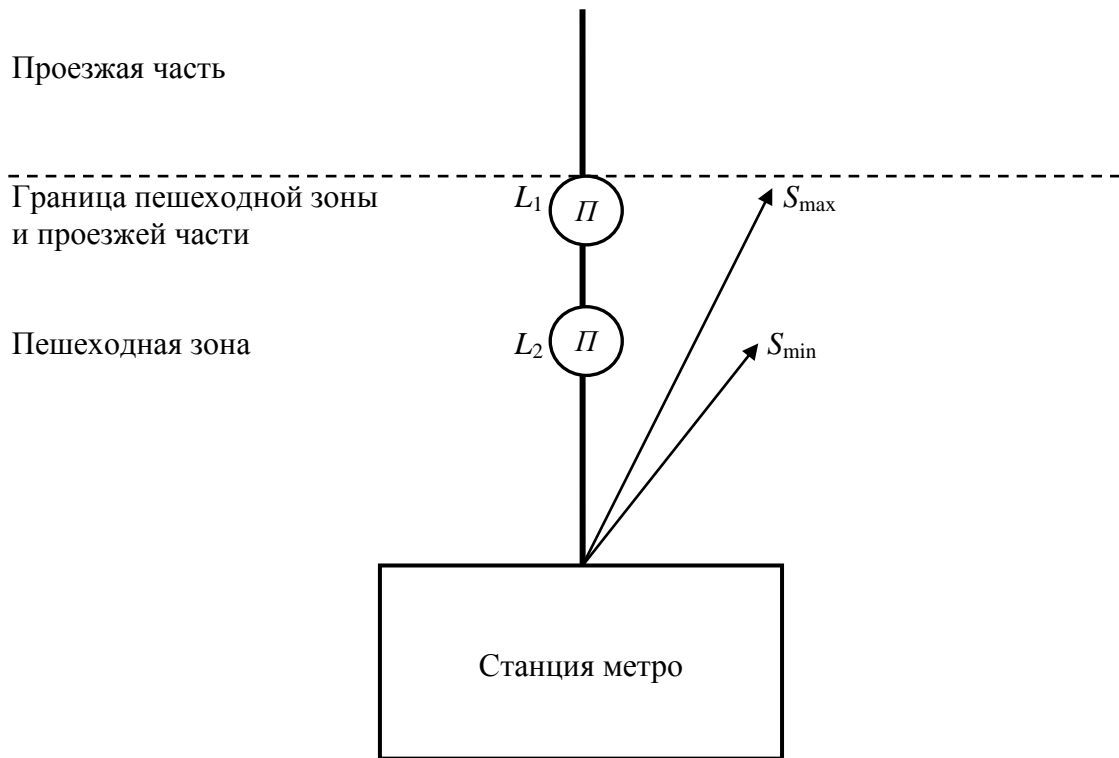 Проезжая часть
Граница пешеходной зоны
и проезжей части
L₁
П
Smax
Пешеходная зона
L₂
П
Smin
Станция метро